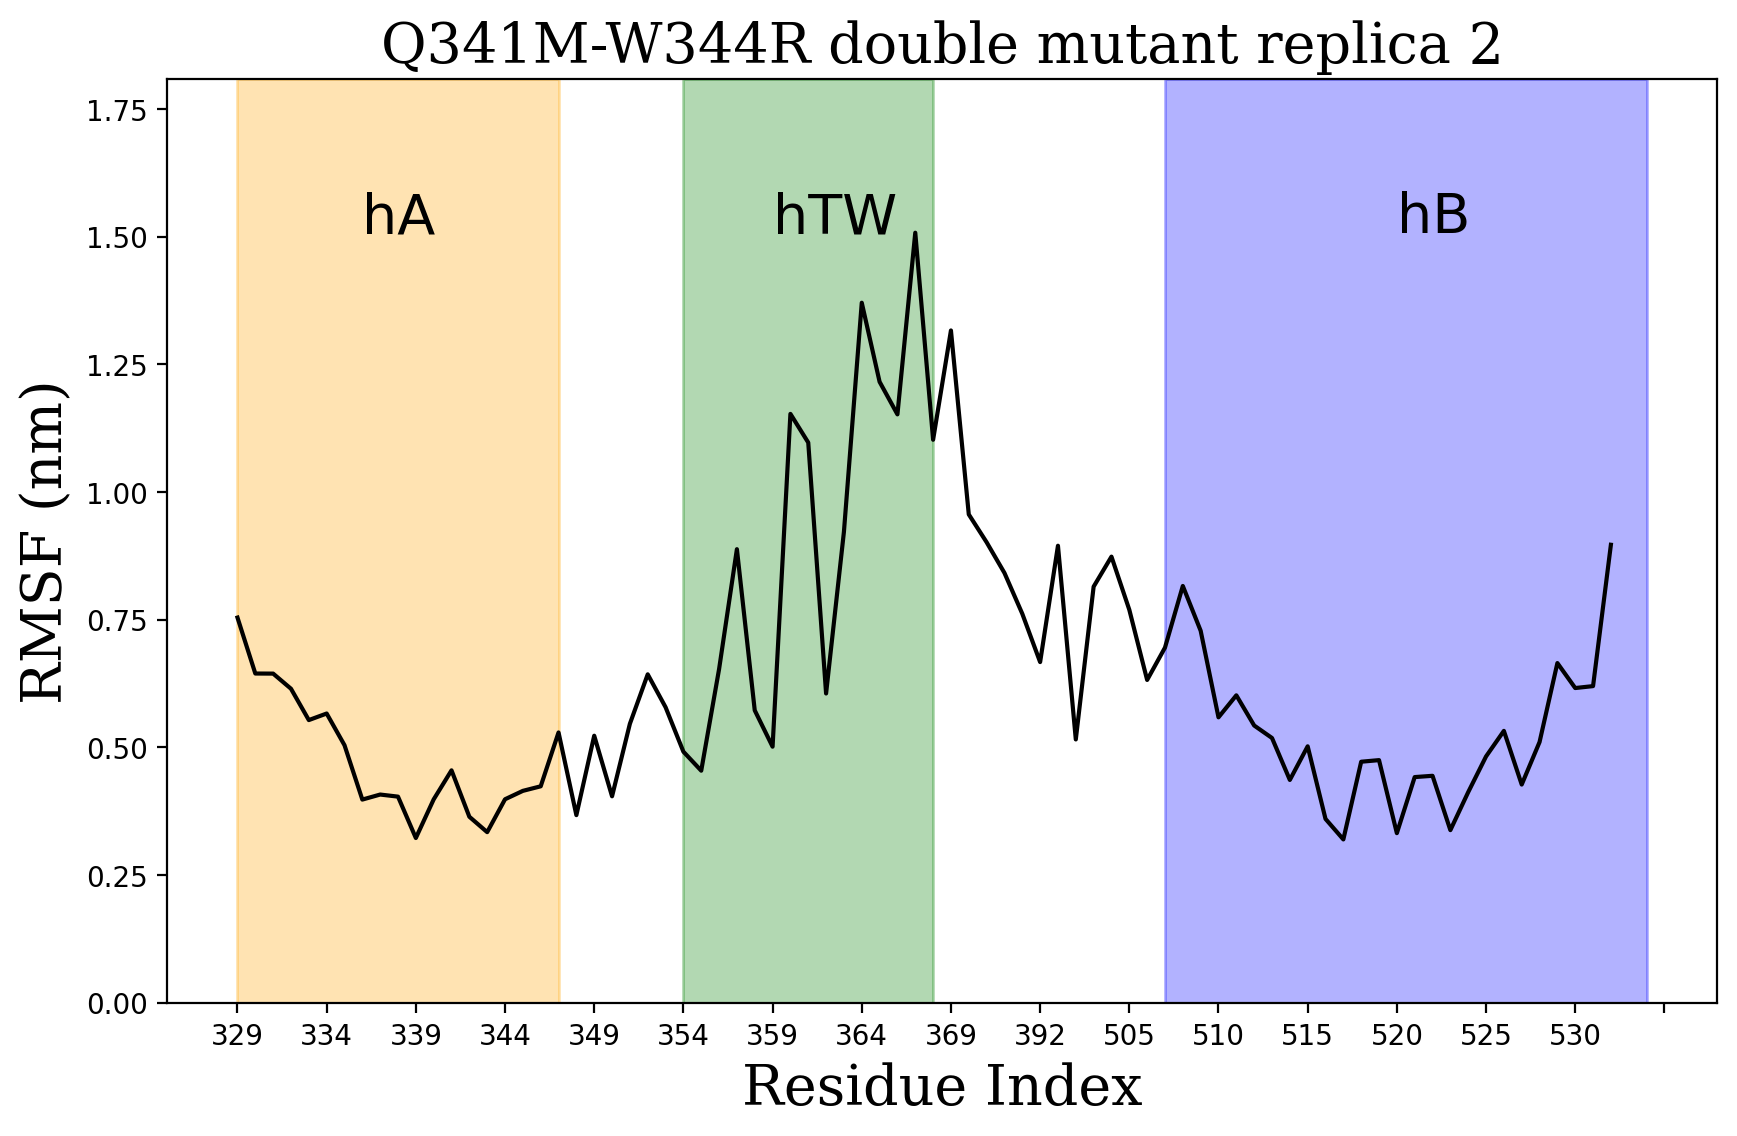 Q341M-W344R double mutant replica 2
1.75
1.50
1.25
1.00
0.75
0.50
0.25
0.00
RMSF (nm)
hA
hTW
hB
329 334 339 344 349 354 359 364 369 392 505 510 515 520 525 530
Residue Index